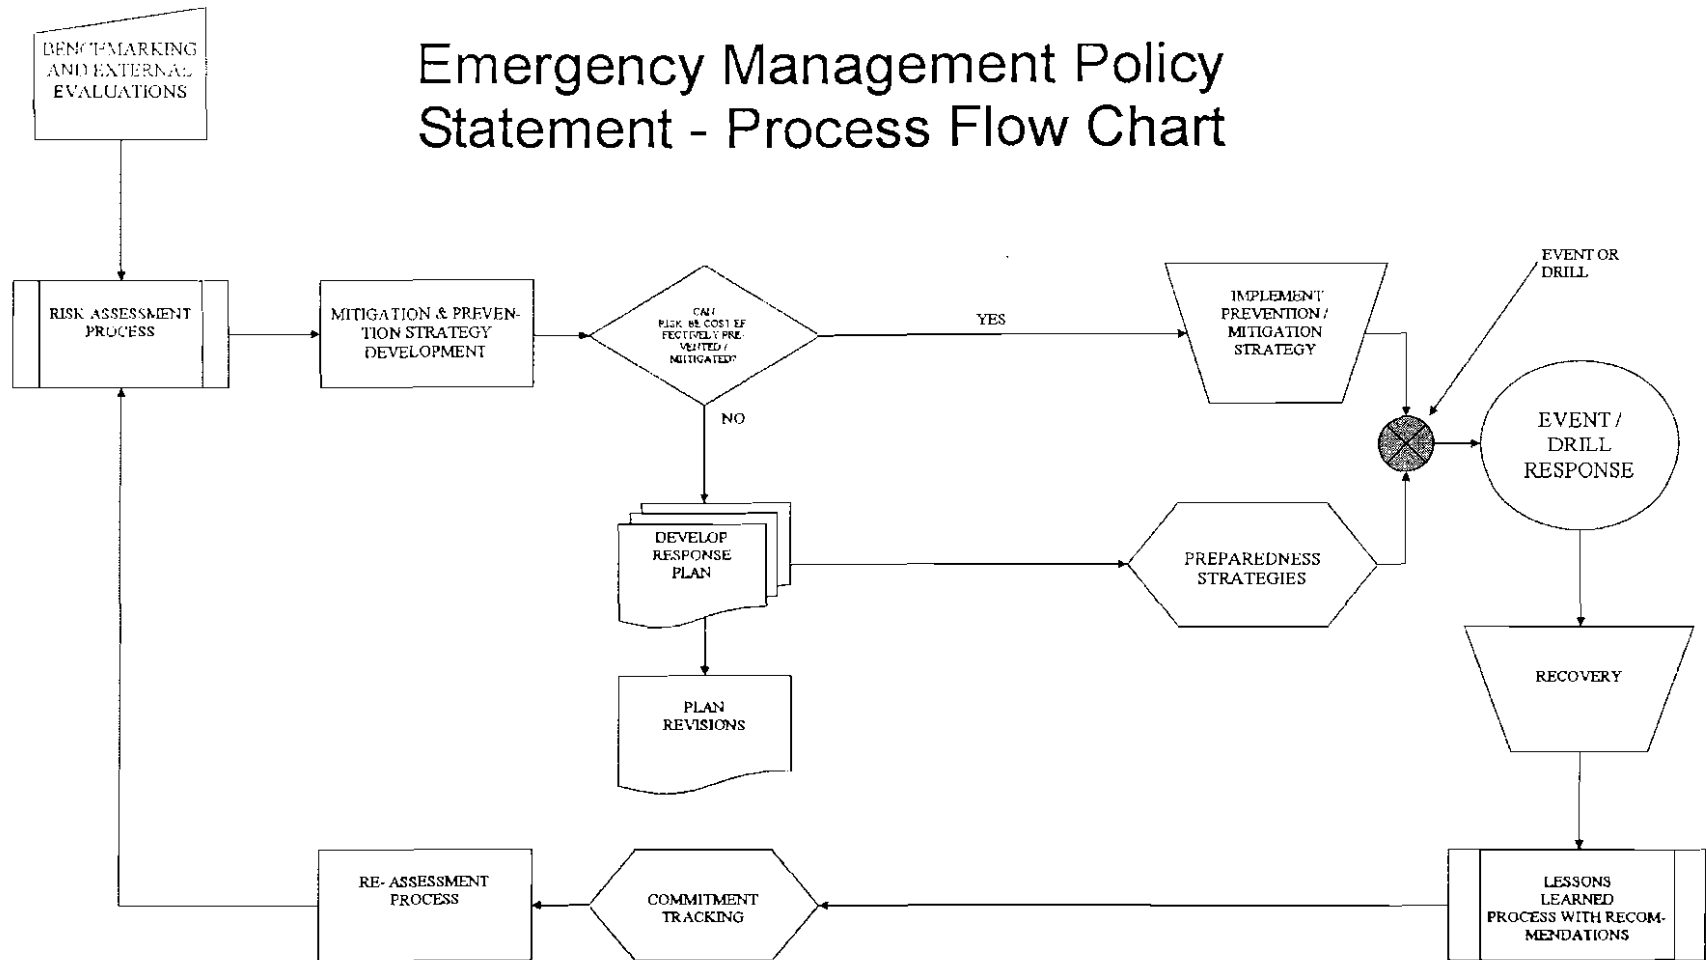 BENCHMARKING
AND EXTERNAL
EVALUATIONS
Emergency Management Policy
Statement - Process Flow Chart
RISK ASSESSMENT
PROCESS
MITIGATION & PREVEN-
TION STRATEGY
DEVELOPMENT
CAN
RISK BE COST EF
FECTIVELY PRE-
VENTED /
MITIGATED?
YES
NO
IMPLEMENT
PREVENTION /
MITIGATION
STRATEGY
EVENT OR
DRILL
EVENT /
DRILL
RESPONSE
DEVELOP
RESPONSE
PLAN
PREPAREDNESS
STRATEGIES
PLAN
REVISIONS
RECOVERY
RE- ASSESSMENT
PROCESS
COMMITMENT
TRACKING
LESSONS
LEARNED
PROCESS WITH RECOM-
MENDATIONS